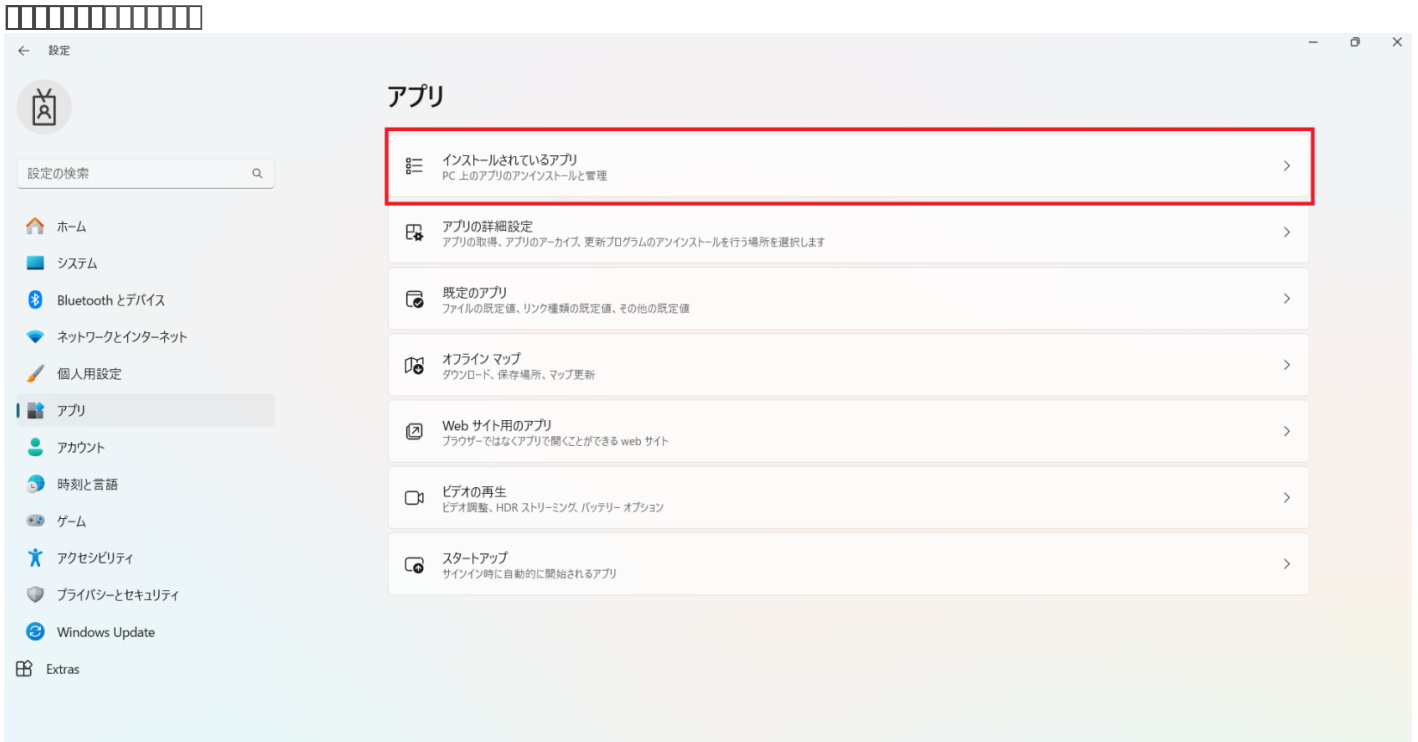 設定
アプリ
設定の検索
ホーム
システム
Bluetooth とデバイス
ネットワークとインターネット
個人用設定
アプリ
アカウント
時刻と言語
ゲーム
アクセシビリティ
プライバシーとセキュリティ
Windows Update
Extras
インストールされているアプリ
PC 上のアプリのアンインストールと管理
アプリの詳細設定
アプリの取得、アプリのアーカイブ、更新プログラムのアンインストールを行う場所を選択します
既定のアプリ
ファイルの既定値、リンク種類の既定値、その他の既定値
オフライン マップ
ダウンロード、保存場所、マップ更新
Web サイト用のアプリ
ブラウザーではなくアプリで開くことができる web サイト
ビデオの再生
ビデオ調整、HDR ストリーミング、バッテリー オプション
スタートアップ
サインイン時に自動的に開始されるアプリ